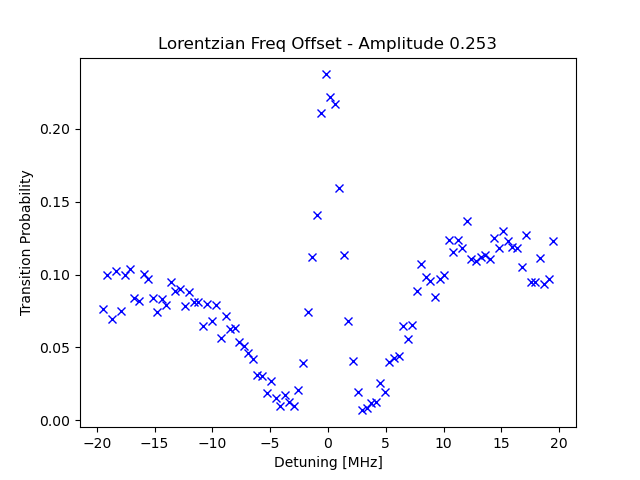 Lorentzian Freq Offset - Amplitude 0.253
Transition Probability
0.20
0.15
0.10
0.05
0.00
−20 −15 −10 −5 0 5 10 15 20
Detuning [MHz]